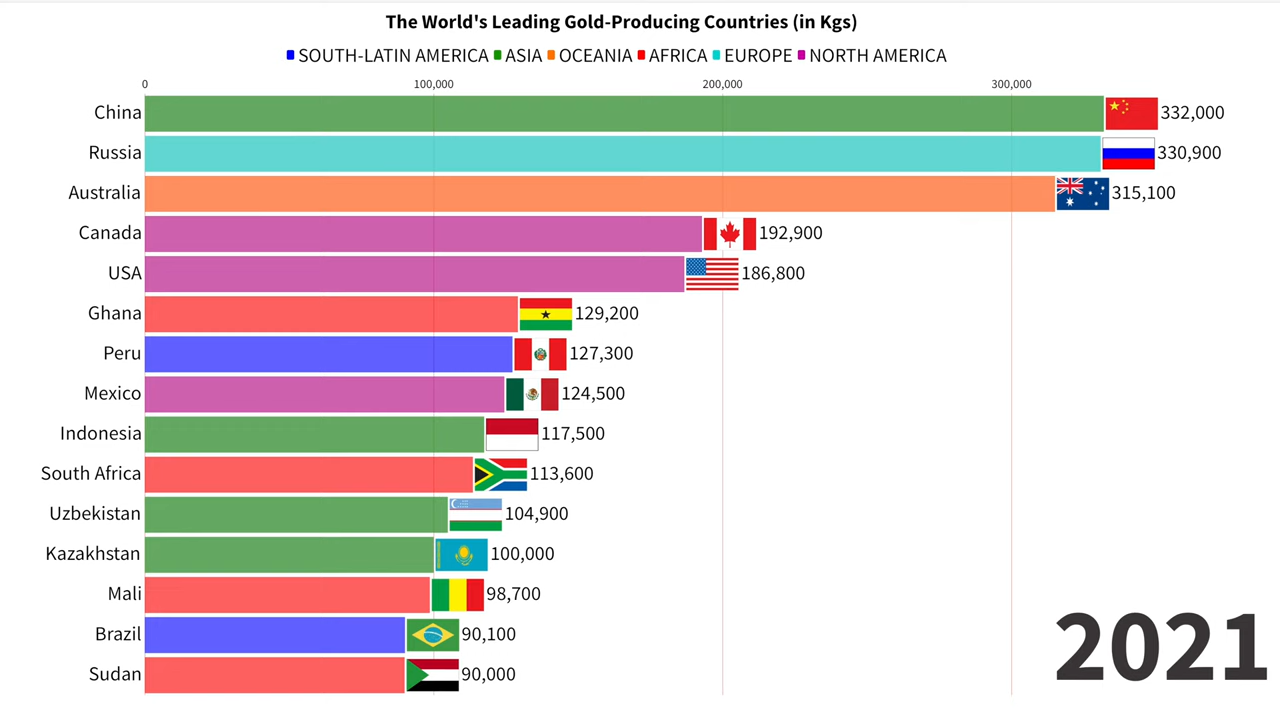 The World's Leading Gold-Producing Countries (in Kgs)
SOUTH-LATIN AMERICA ASIA OCEANIA AFRICA EUROPE NORTH AMERICA
0 100,000 200,000 300,000
China 332,000
Russia 330,900
Australia 315,100
Canada 192,900
USA 186,800
Ghana 129,200
Peru 127,300
Mexico 124,500
Indonesia 117,500
South Africa 113,600
Uzbekistan 104,900
Kazakhstan 100,000
Mali 98,700
Brazil 90,100
Sudan 90,000
2021